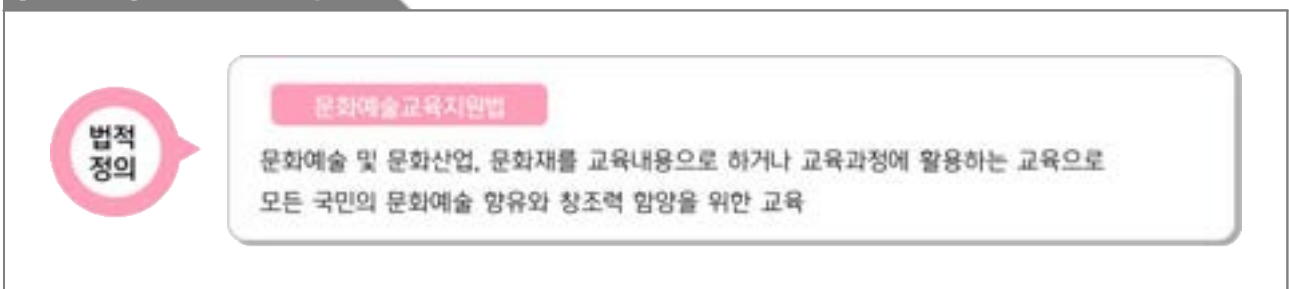 문화예술교육지원법
법적
정의
문화예술 및 문화산업, 문화재를 교육내용으로 하거나 교육과정에 활용하는 교육으로
모든 국민의 문화예술 향유와 창조력 함양을 위한 교육